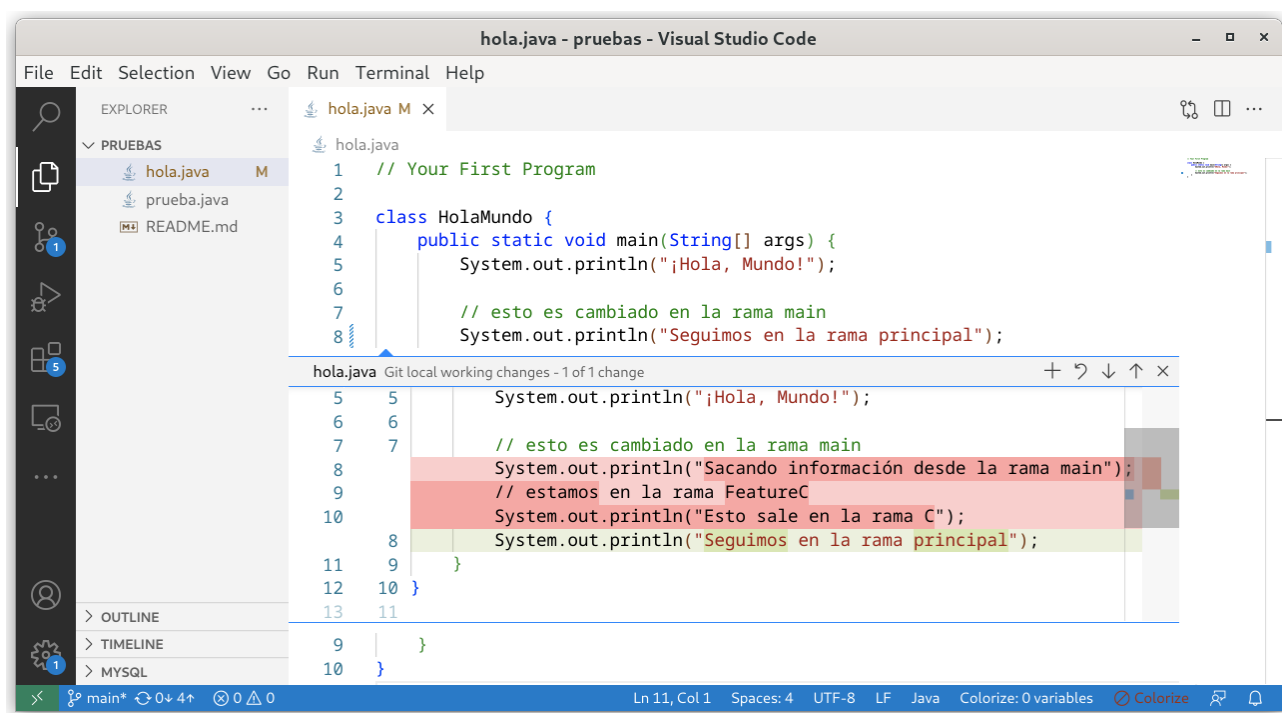 hola.java - pruebas - Visual Studio Code
File Edit Selection View Go Run Terminal Help
EXPLORER
PRUEBAS
hola.java M
prueba.java
README.md
OUTLINE
TIMELINE
MYSQL
1
5
1
hola.java M
hola.java
1 // Your First Program
2
3 class HolaMundo {
4 public static void main(String[] args) {
5 System.out.println("¡Hola, Mundo!");
6
7 // esto es cambiado en la rama main
8 System.out.println("Seguimos en la rama principal");
hola.java Git local working changes - 1 of 1 change
5 5 System.out.println("¡Hola, Mundo!");
6 6
7 7 // esto es cambiado en la rama main
8 System.out.println("Sacando información desde la rama main");
9 // estamos en la rama FeatureC
10 System.out.println("Esto sale en la rama C");
8 System.out.println("Seguimos en la rama principal");
11 9 }
12 10 }
13 11
9 }
10 }
main* 0↓ 4↑ 0 0 Ln 11, Col 1 Spaces: 4 UTF-8 LF Java Colorize: 0 variables Colorize